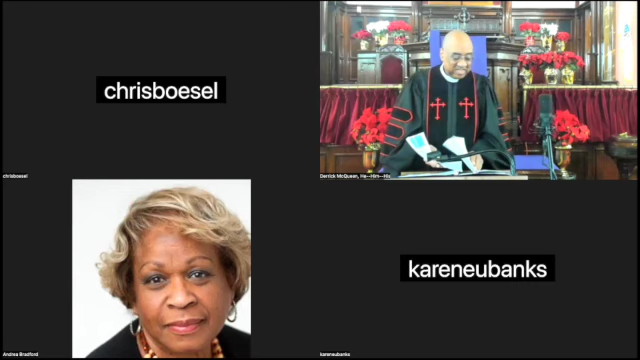 chrisboesel
chrisboesel
Derrick McQueen, He--Him--His
kareneubanks
Andrea Bradford
kareneubanks